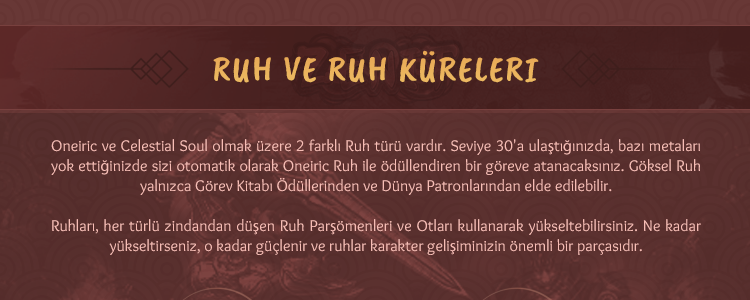 RUH VE RUH KÜRELERI
Oneiric ve Celestial Soul olmak üzere 2 farklı Ruh türü vardır. Seviye 30'a ulaştığınızda, bazı metaları
yok ettiğinizde sizi otomatik olarak Oneiric Ruh ile ödüllendiren bir göreve atanacaksınız. Göksel Ruh
yalnızca Görev Kitabı Ödüllerinden ve Dünya Patronlarından elde edilebilir.
Ruhları, her türlü zindandan düşen Ruh Parşömenleri ve Otları kullanarak yükseltebilirsiniz. Ne kadar
yükseltirseniz, o kadar güçlenir ve ruhlar karakter gelişiminizin önemli bir parçasıdır.